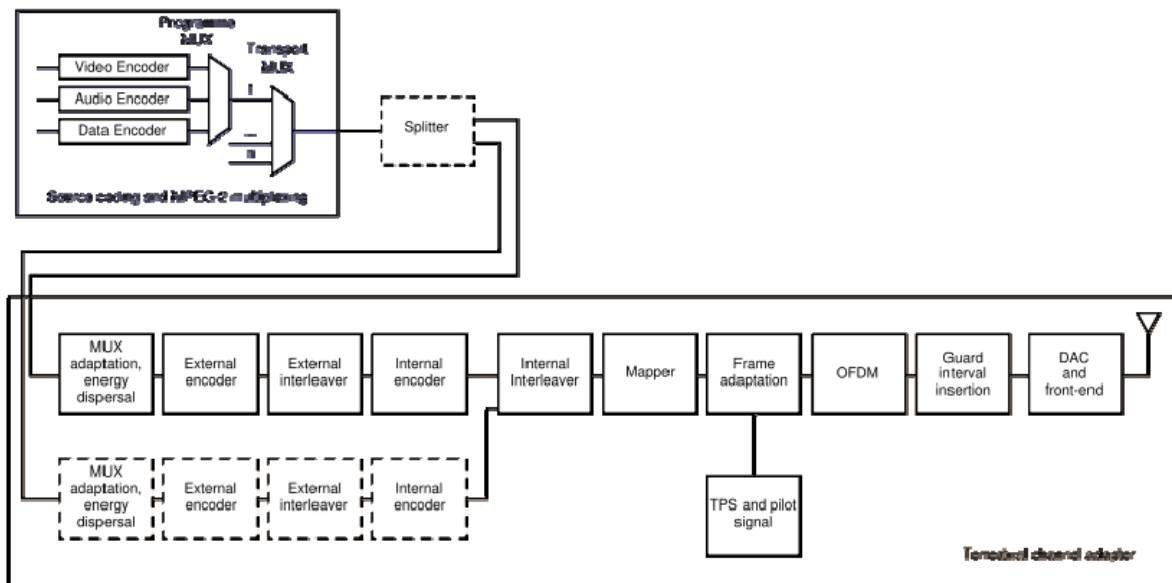 Programme
MUX
Transport
MUX
Video Encoder
Audio Encoder
Data Encoder
Splitter
Source coding and MPEG-2 multiplexing
MUX
adaptation,
energy
dispersal
External
encoder
External
interleaver
Internal
encoder
Internal
Interleaver
Mapper
Frame
adaptation
OFDM
Guard
interval
insertion
DAC
and
front-end
MUX
adaptation,
energy
dispersal
External
encoder
External
interleaver
Internal
encoder
TPS and pilot
signal
channel adapter